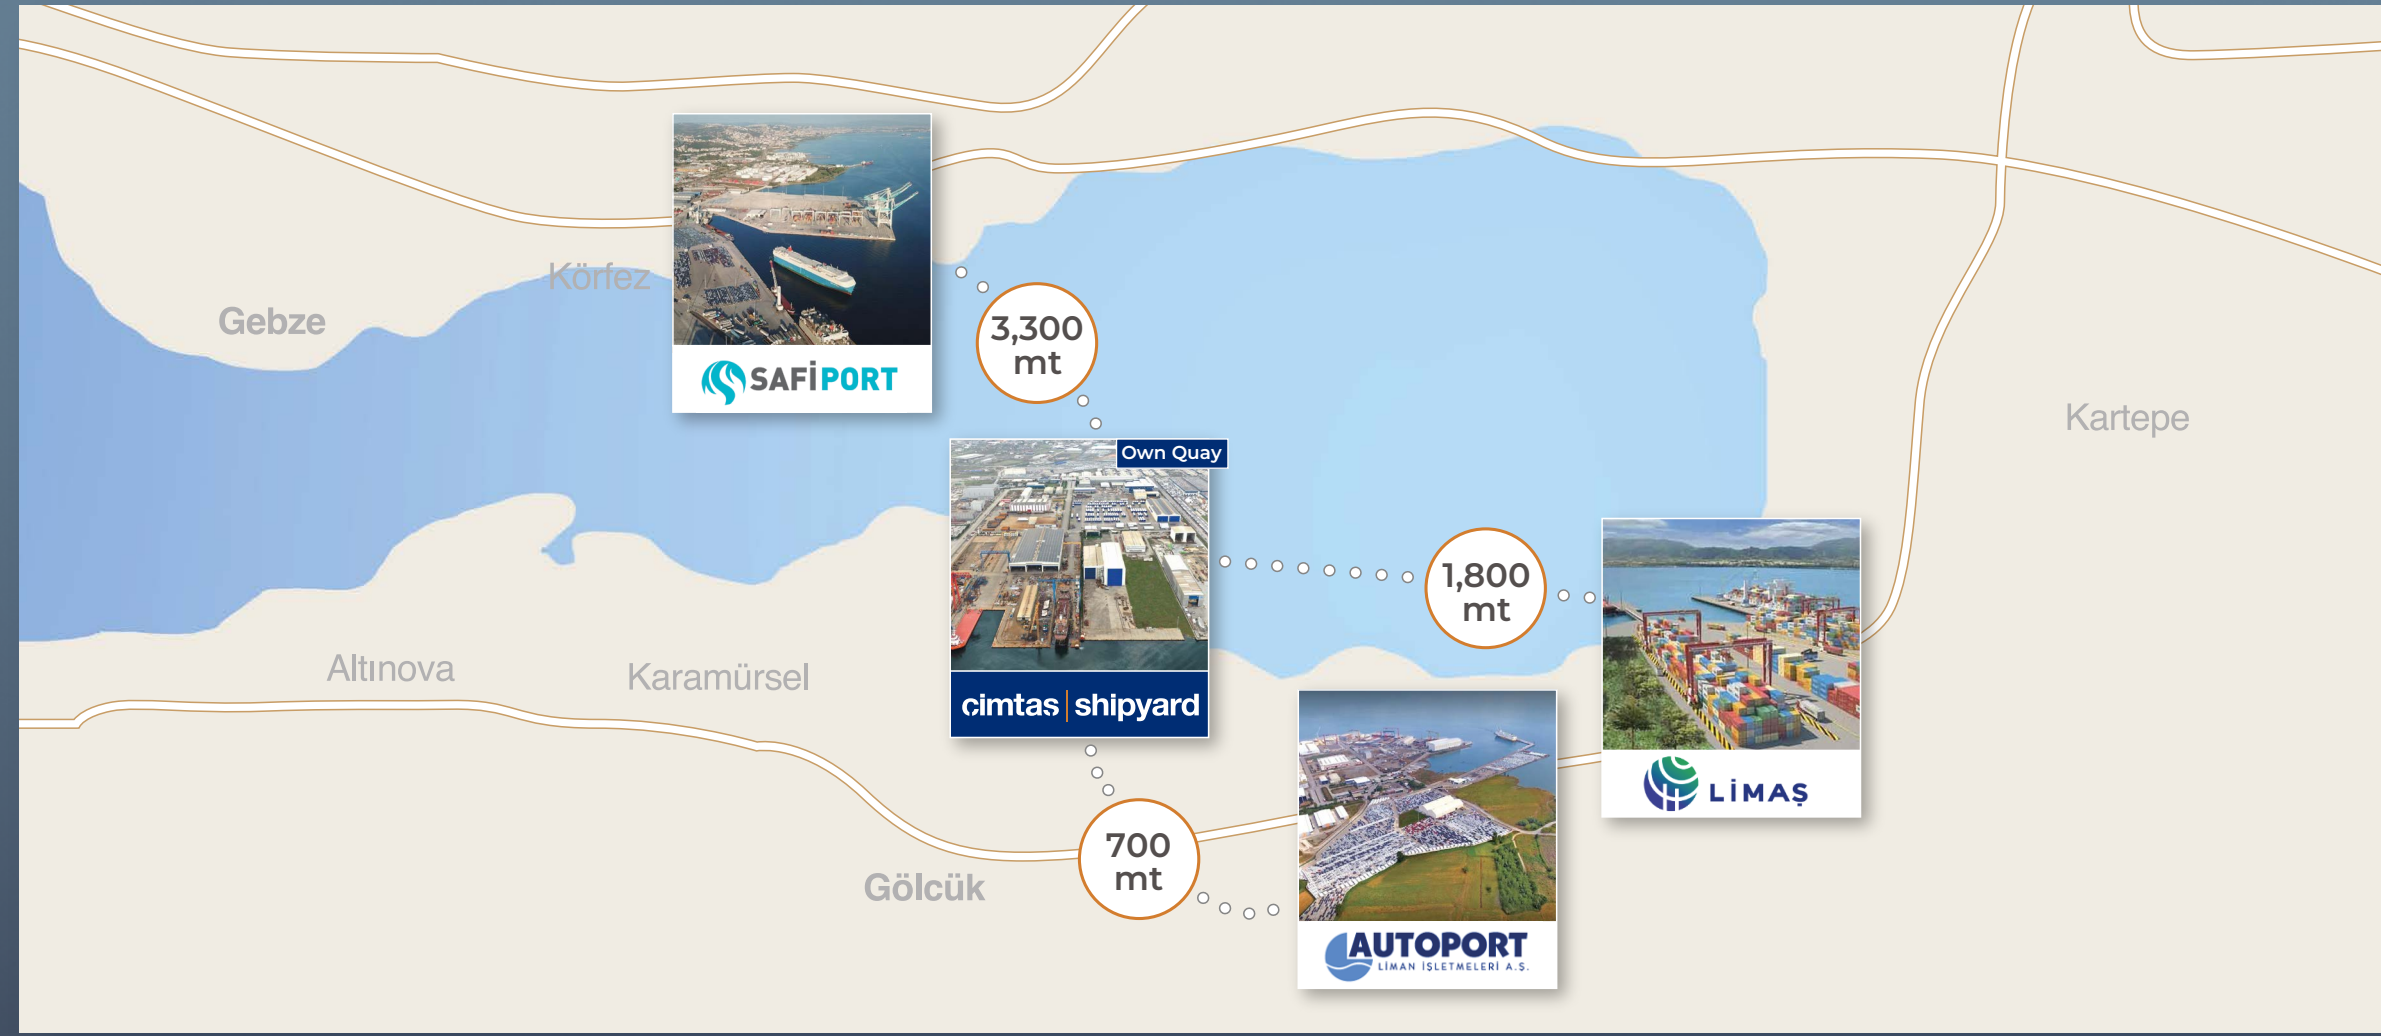 Körfez
Gebze
SAFİPORT
3,300
mt
Own Quay
Kartepe
1,800
mt
Altınova
Karamürsel
cimtas | shipyard
LİMAŞ
700
mt
Gölcük
AUTOPORT
LİMAN İŞLETMELERİ A.Ş.